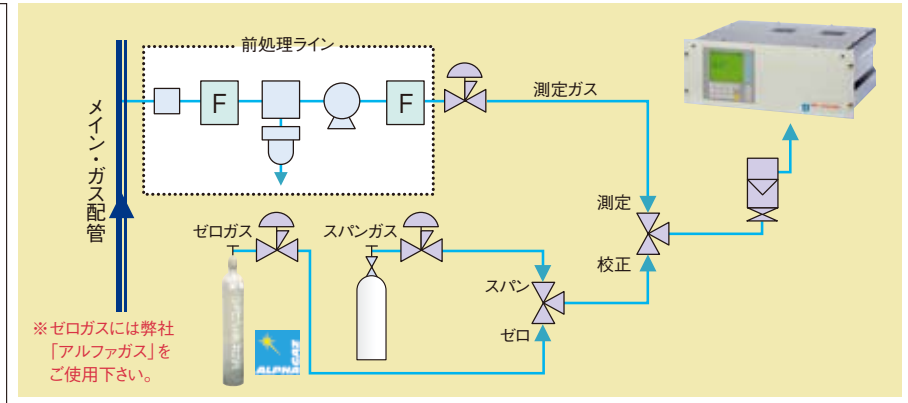 前処理ライン
F
F
測定ガス
メイン・ガス配管
測定
校正
ゼロガス
スパンガス
スパン
ゼロ
※ゼロガスには弊社
「アルファガス」を
ご使用下さい。
ALPHAGAZ